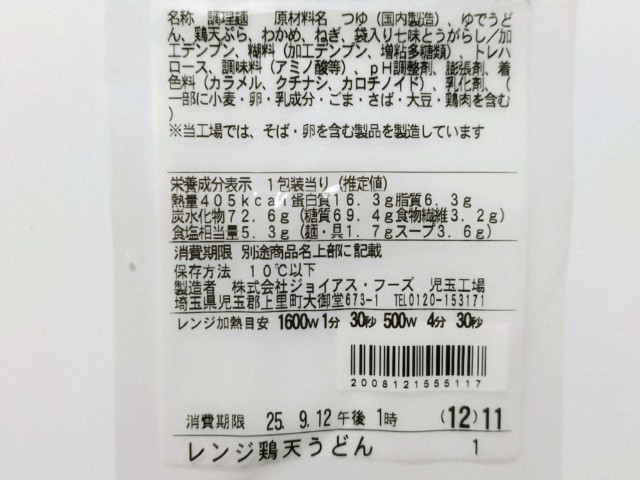 名称 調理麺 原材料名 つゆ（国内製造）、ゆでうど
ん、鶏天ぷら、わかめ、ねぎ、袋入り七味とうがらし／加
工デンプン、糊料（加工デンプン、増粘多糖類）、トレハ
ロース、調味料（アミノ酸等）、ｐＨ調整剤、膨張剤、着
色料（カラメル、クチナシ、カロチノイド）、乳化剤、（
一部に小麦・卵・乳成分・ごま・さば・大豆・鶏肉を含む
）
※当工場では、そば・卵を含む製品を製造しています
栄養成分表示 １包装当り（推定値）
熱量４０５ｋｃａｌ蛋白質１６．３ｇ脂質６．３ｇ
炭水化物７２．６ｇ（糖質６９．４ｇ食物繊維３．２ｇ）
食塩相当量５．３ｇ（麺・具１．７ｇスープ３．６ｇ）
消費期限 別途商品名上部に記載
保存方法 １０℃以下
製造者 株式会社ジョイアス・フーズ 児玉工場
埼玉県児玉郡上里町大御堂673-1 TEL0120-153171
レンジ加熱目安 1600W 1分 30秒 500W 4分 30秒
2008121555117
消費期限 25. 9.12 午後 1時 (12) 11
レンジ鶏天うどん 1